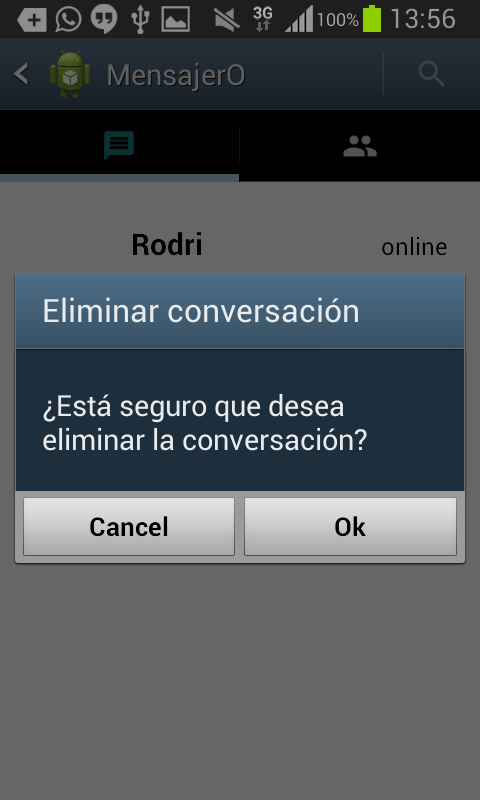 3G 100% 13:56
MensajerO
Rodri online
Eliminar conversación
¿Está seguro que desea
eliminar la conversación?
Cancel Ok